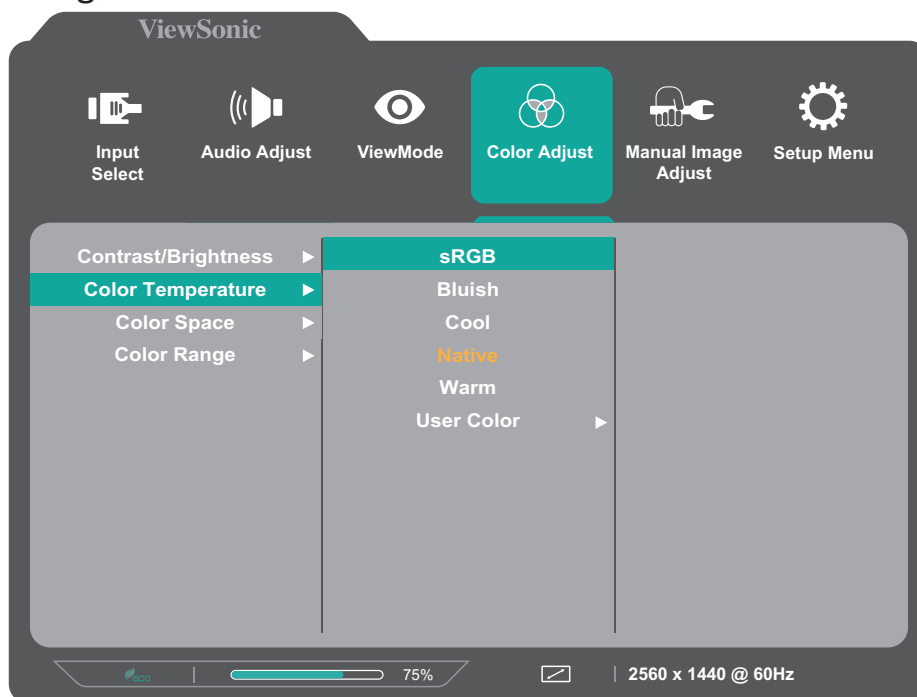 ViewSonic
Input Select
Audio Adjust
ViewMode
Color Adjust
Manual Image Adjust
Setup Menu
Contrast/Brightness
Color Temperature
Color Space
Color Range
sRGB
Bluish
Cool
Native
Warm
User Color
eco
75%
2560 x 1440 @ 60Hz